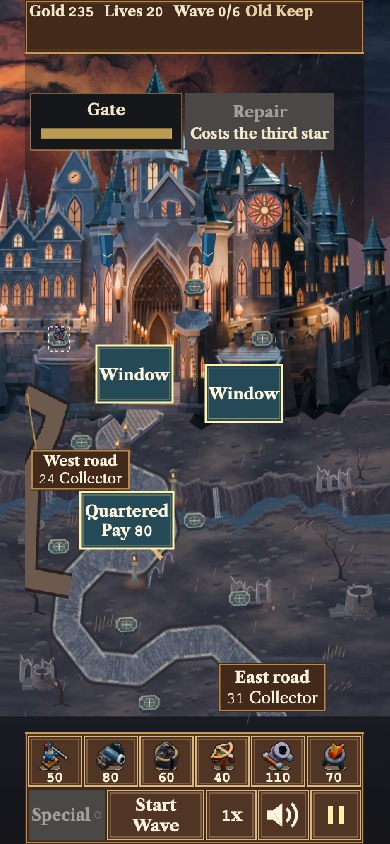 Gold 235 Lives 20 Wave 0/6 Old Keep
Gate
Repair
Costs the third star
Window
Window
West road
24 Collector
Quartered
Pay 80
East road
31 Collector
50 80 60 40 110 70
Special
Start
Wave
1x